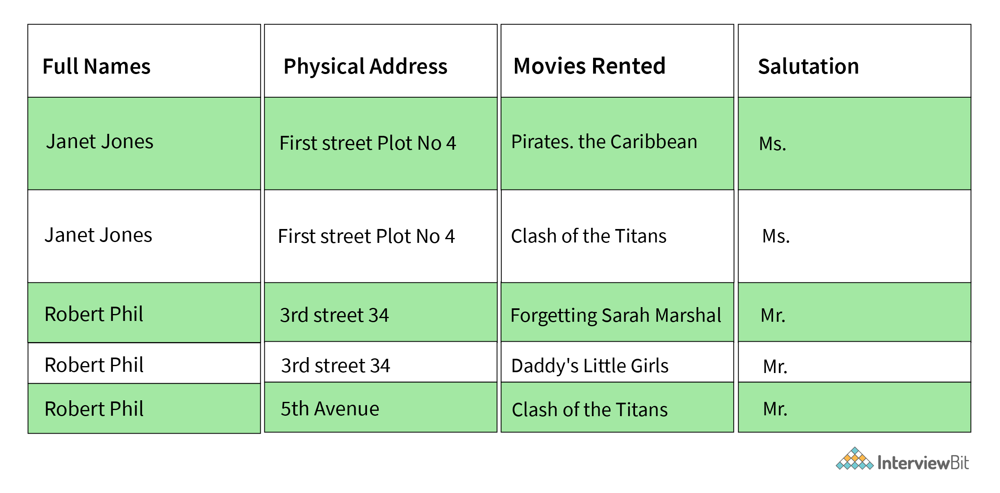 Full Names Physical Address Movies Rented Salutation
Janet Jones First street Plot No 4 Pirates. the Caribbean Ms.
Janet Jones First street Plot No 4 Clash of the Titans Ms.
Robert Phil 3rd street 34 Forgetting Sarah Marshal Mr.
Robert Phil 3rd street 34 Daddy's Little Girls Mr.
Robert Phil 5th Avenue Clash of the Titans Mr.
InterviewBit